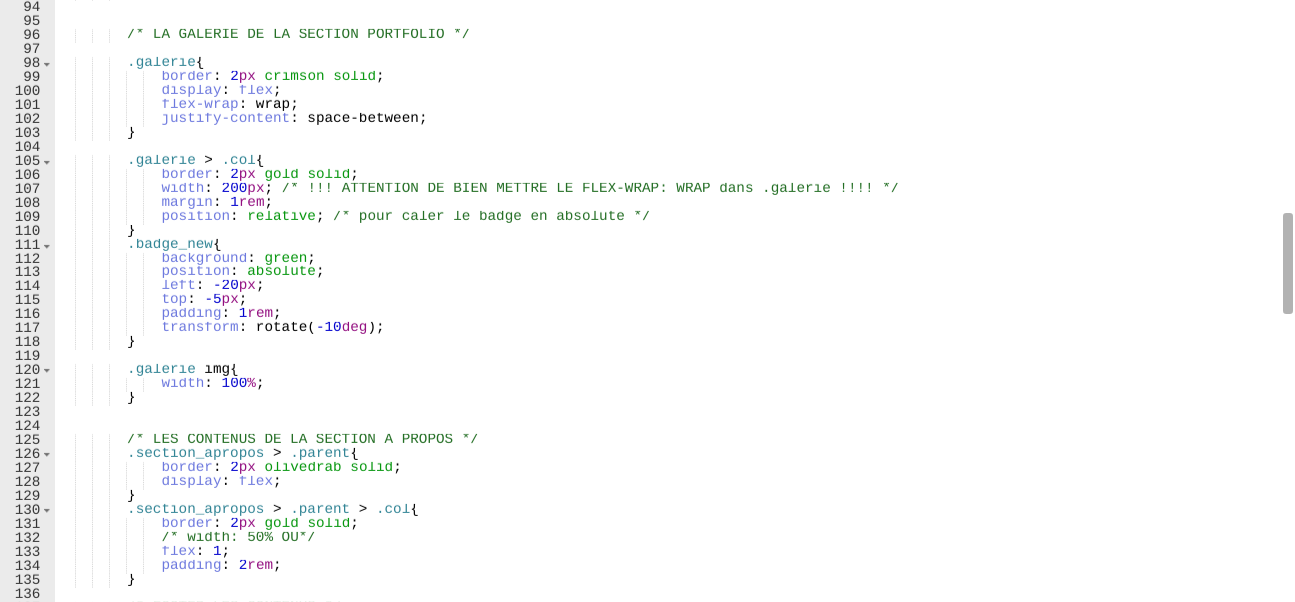 94
95
96 /* LA GALERIE DE LA SECTION PORTFOLIO */
97
98 .galerie{
99 border: 2px crimson solid;
100 display: flex;
101 flex-wrap: wrap;
102 justify-content: space-between;
103 }
104
105 .galerie > .col{
106 border: 2px gold solid;
107 width: 200px; /* !!! ATTENTION DE BIEN METTRE LE FLEX-WRAP: WRAP dans .galerie !!!! */
108 margin: 1rem;
109 position: relative; /* pour caler le badge en absolute */
110 }
111 .badge_new{
112 background: green;
113 position: absolute;
114 left: -20px;
115 top: -5px;
116 padding: 1rem;
117 transform: rotate(-10deg);
118 }
119
120 .galerie img{
121 width: 100%;
122 }
123
124
125 /* LES CONTENUS DE LA SECTION A PROPOS */
126 .section_apropos > .parent{
127 border: 2px olivedrab solid;
128 display: flex;
129 }
130 .section_apropos > .parent > .col{
131 border: 2px gold solid;
132 /* width: 50% OU*/
133 flex: 1;
134 padding: 2rem;
135 }
136